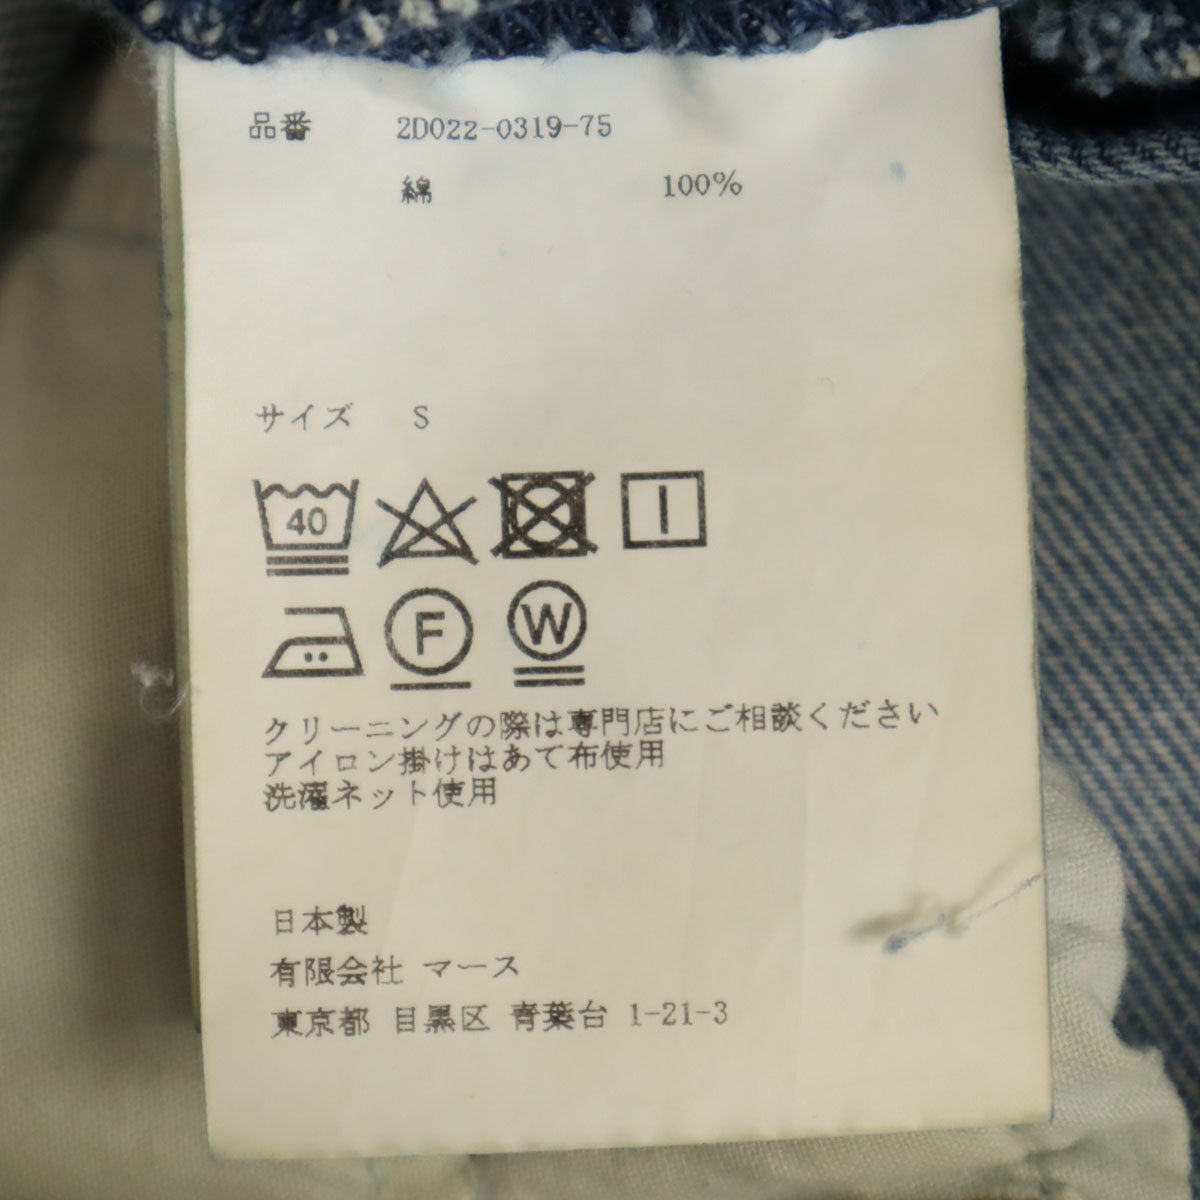 品番 2D022-0319-75
綿 100%
サイズ S
40
F W
クリーニングの際は専門店にご相談ください
アイロン掛けはあて布使用
洗濯ネット使用
日本製
有限会社 マース
東京都 目黒区 青葉台 1-21-3